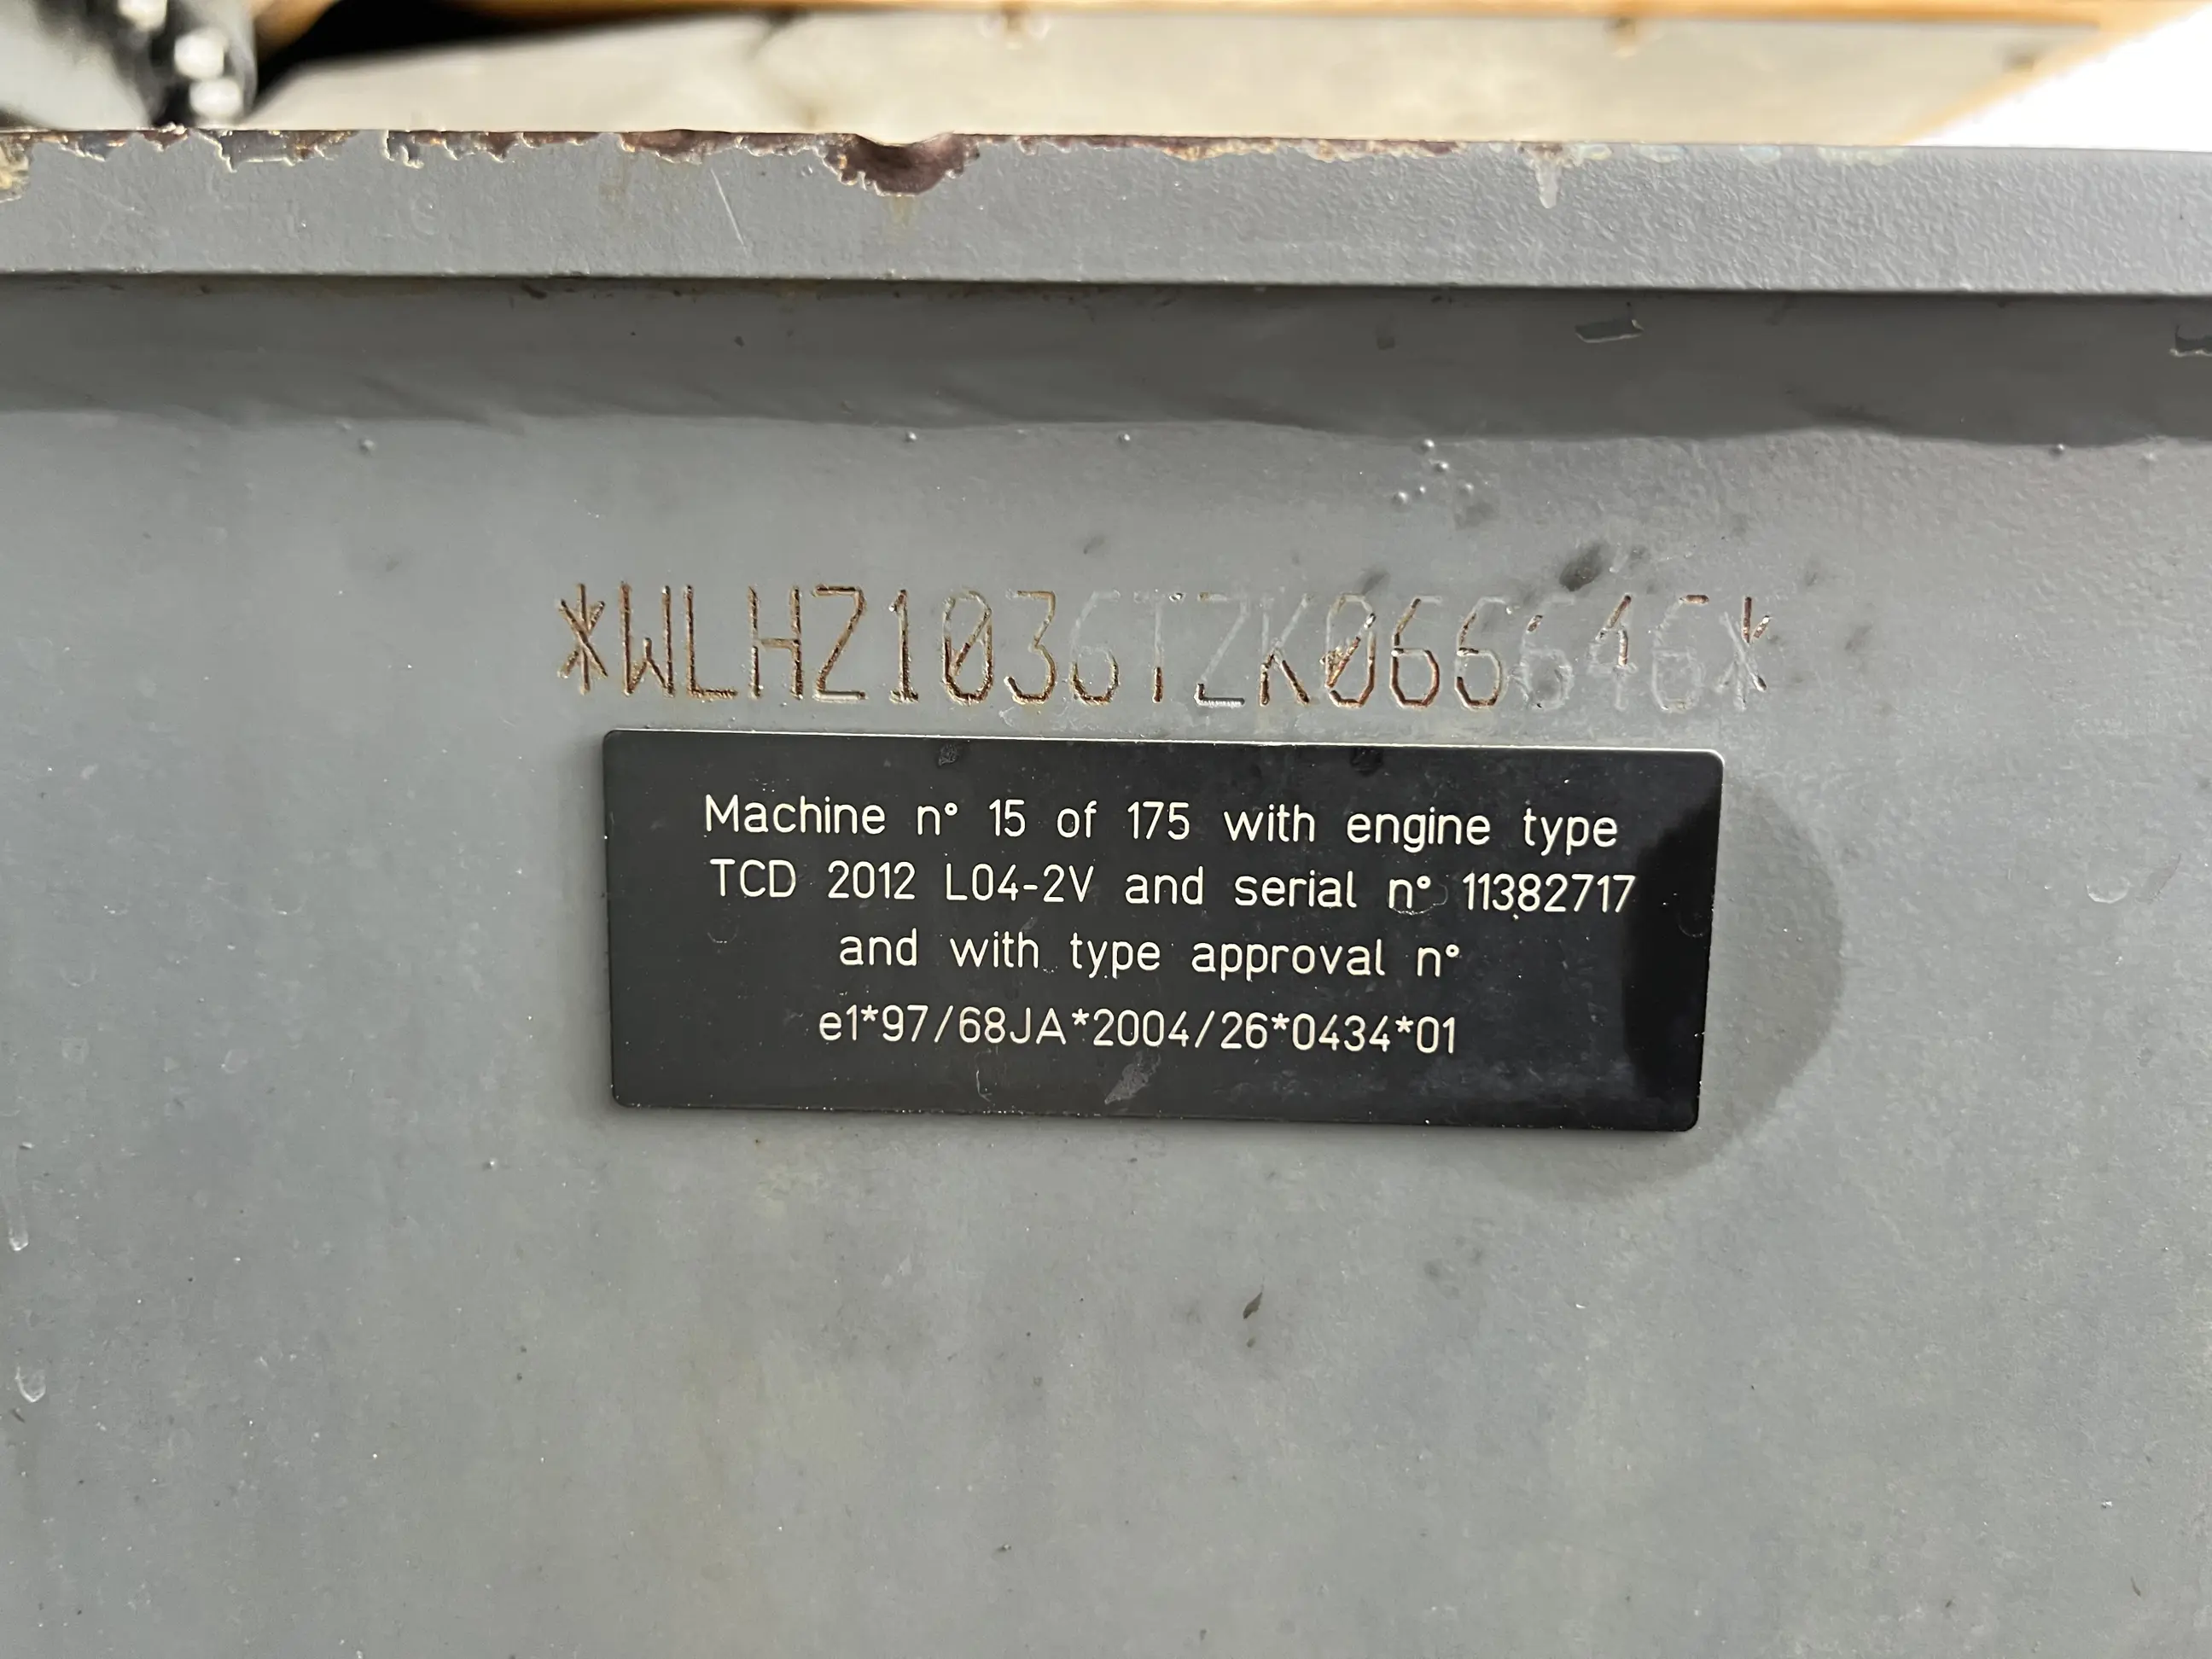 *WLHZ1036TZK066646*
Machine n° 15 of 175 with engine type
TCD 2012 L04-2V and serial n° 11382717
and with type approval n°
e1*97/68JA*2004/26*0434*01